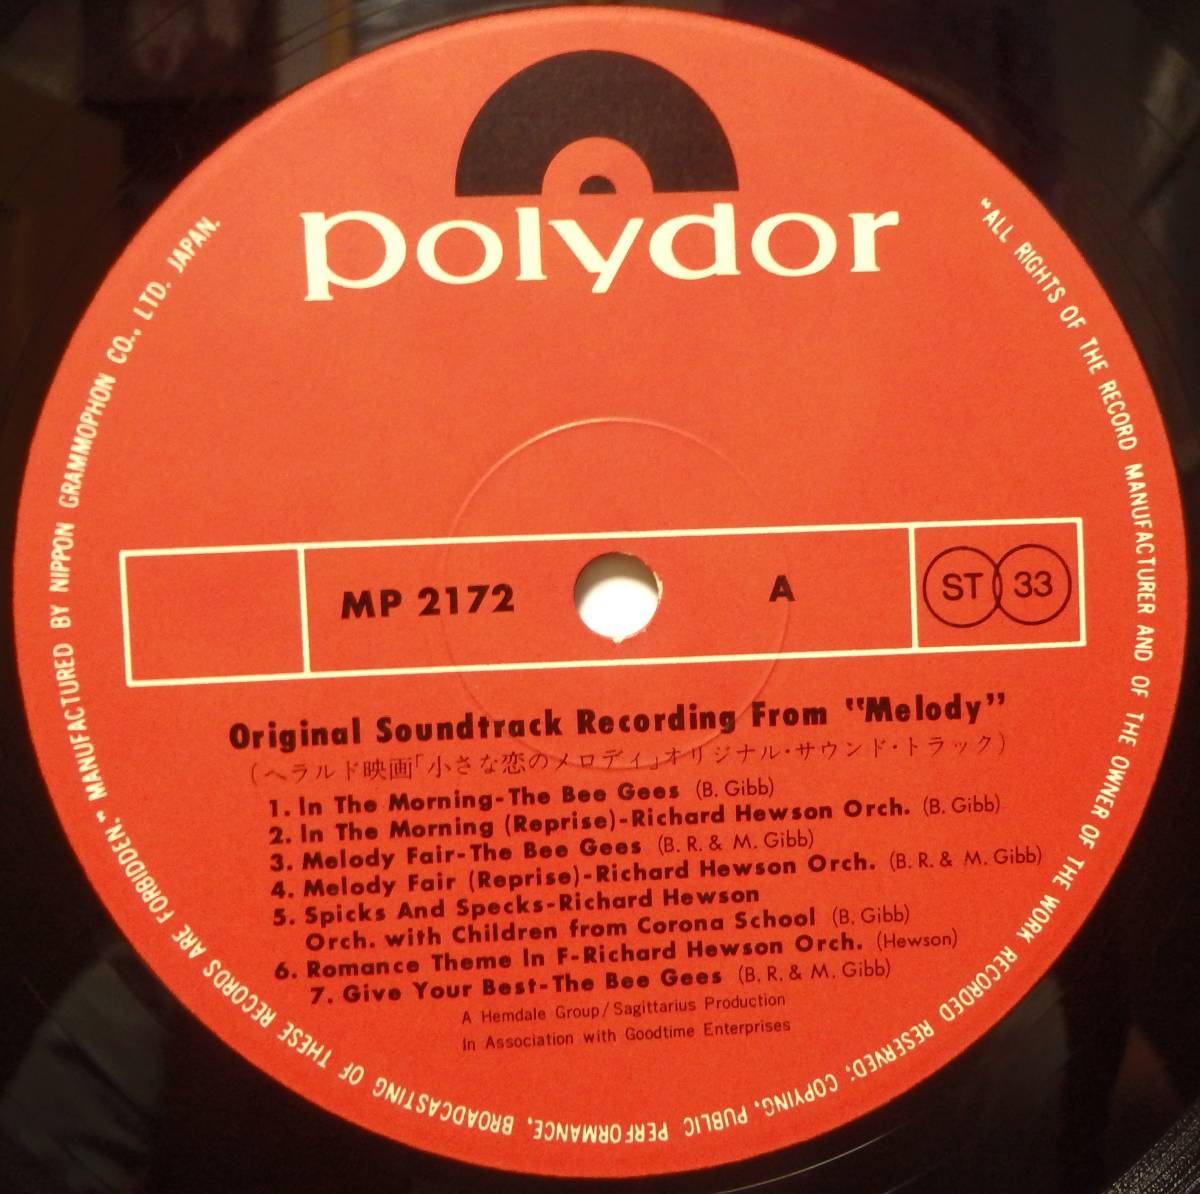 polydor
MP 2172
A
ST 33
Original Soundtrack Recording From "Melody"
(ヘラルド映画「小さな恋のメロディ」オリジナル・サウンド・トラック)
1. In The Morning-The Bee Gees (B. Gibb)
2. In The Morning (Reprise)-Richard Hewson Orch. (B. Gibb)
3. Melody Fair-The Bee Gees (B. R. & M. Gibb)
4. Melody Fair (Reprise)-Richard Hewson Orch. (B. R. & M. Gibb)
5. Spicks And Specks-Richard Hewson
Orch. with Children from Corona School (B. Gibb)
6. Romance Theme In F-Richard Hewson Orch. (Hewson)
7. Give Your Best-The Bee Gees (B. R. & M. Gibb)
A Hemdale Group/Sagittarius Production
In Association with Goodtime Enterprises
"ALL RIGHTS OF THE RECORD MANUFACTURER AND OF THE OWNER OF THE WORK RECORDED RESERVED; COPYING, PUBLIC PERFORMANCE, BROADCASTING OF THESE RECORDS ARE FORBIDDEN." MANUFACTURED BY NIPPON GRAMMOPHON CO., LTD. JAPAN.